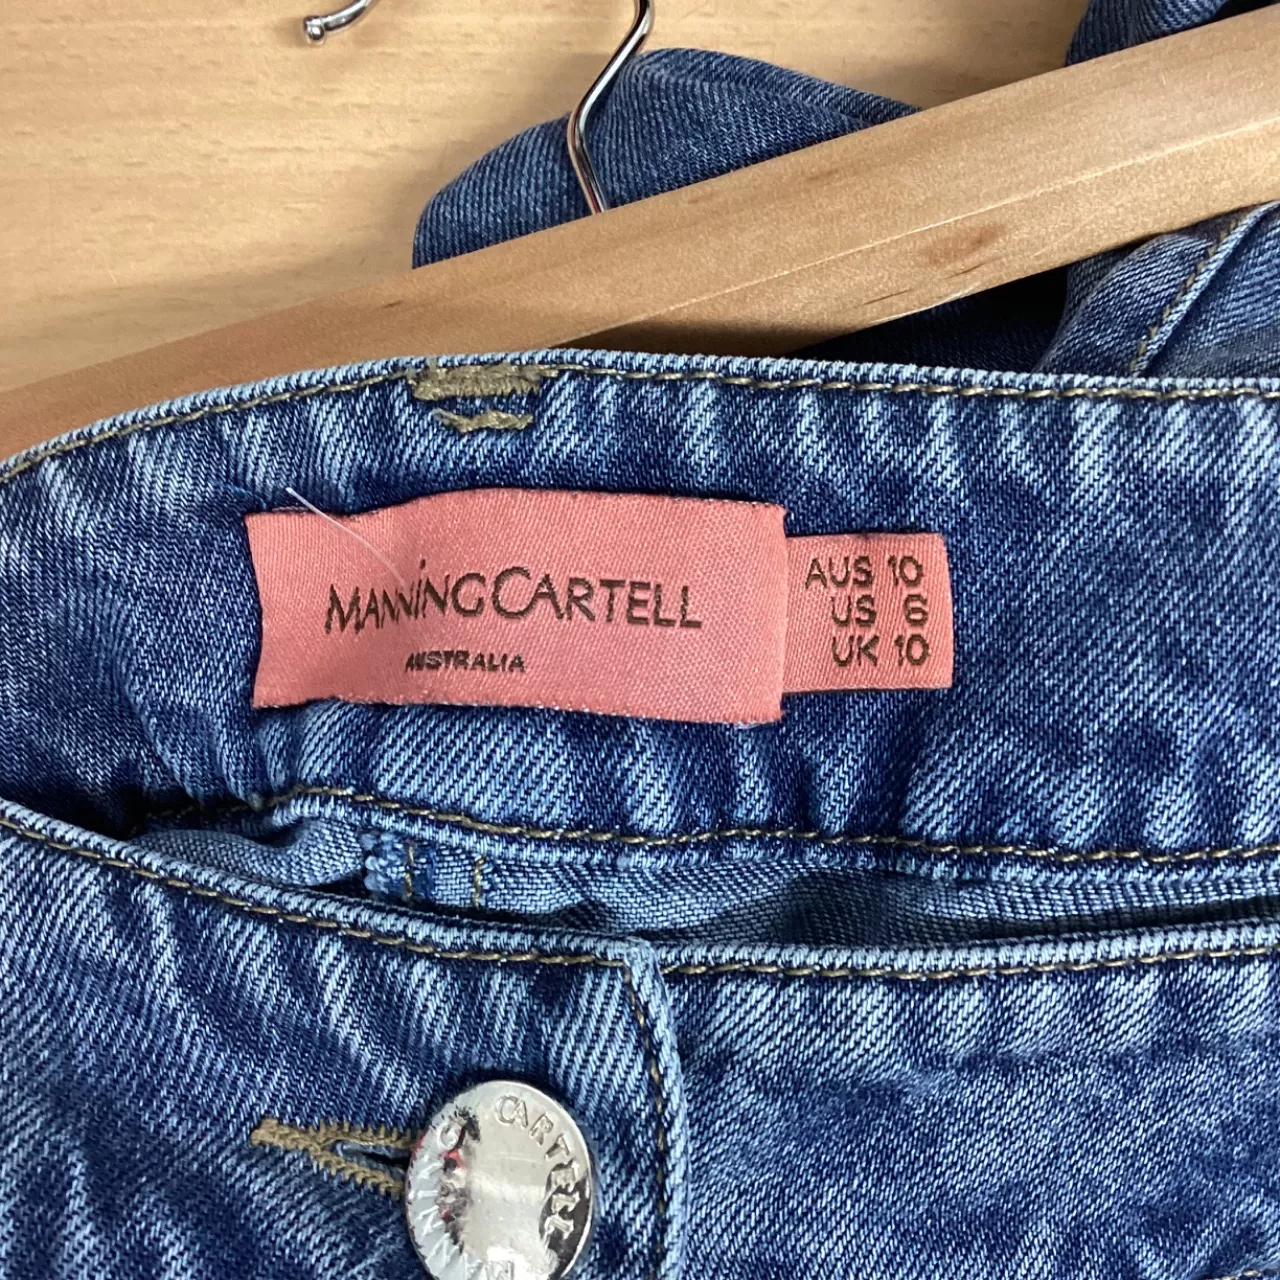 MANNiNG CARTELL
AUSTRALIA
AUS 10
US 6
UK 10
MANNING CARTELL